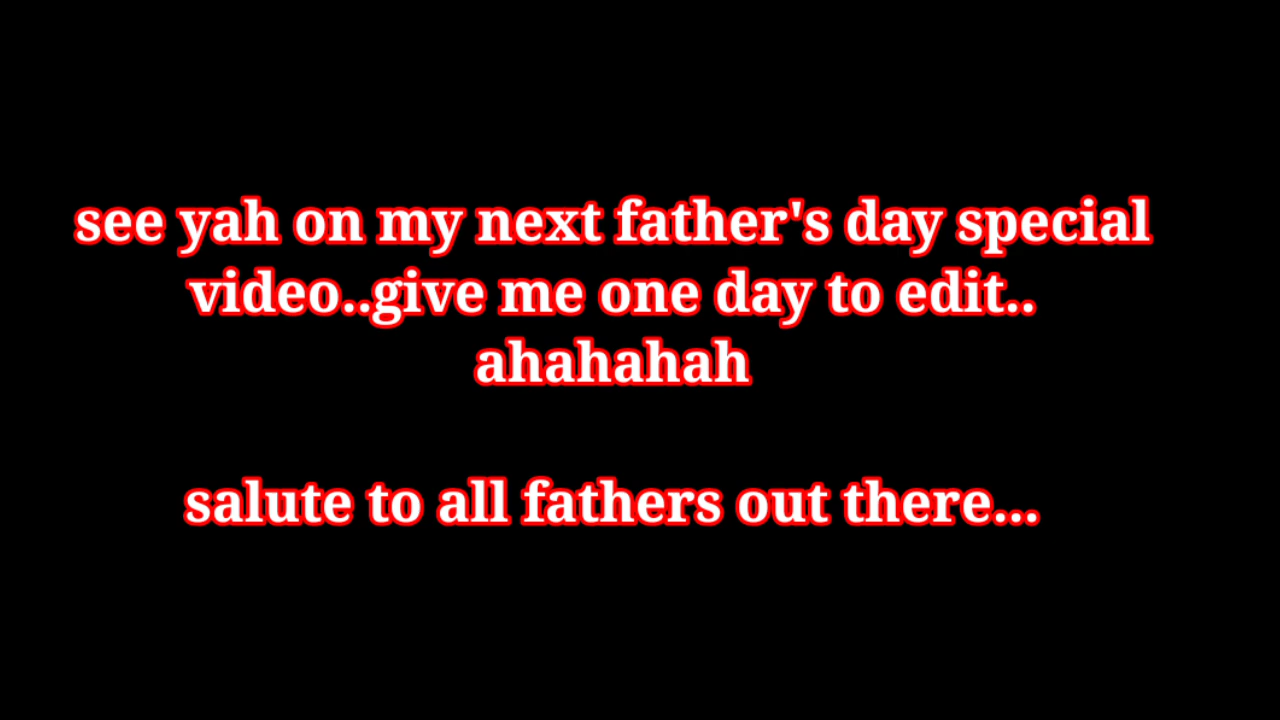 see yah on my next father's day special
video..give me one day to edit..
ahahahah
salute to all fathers out there...